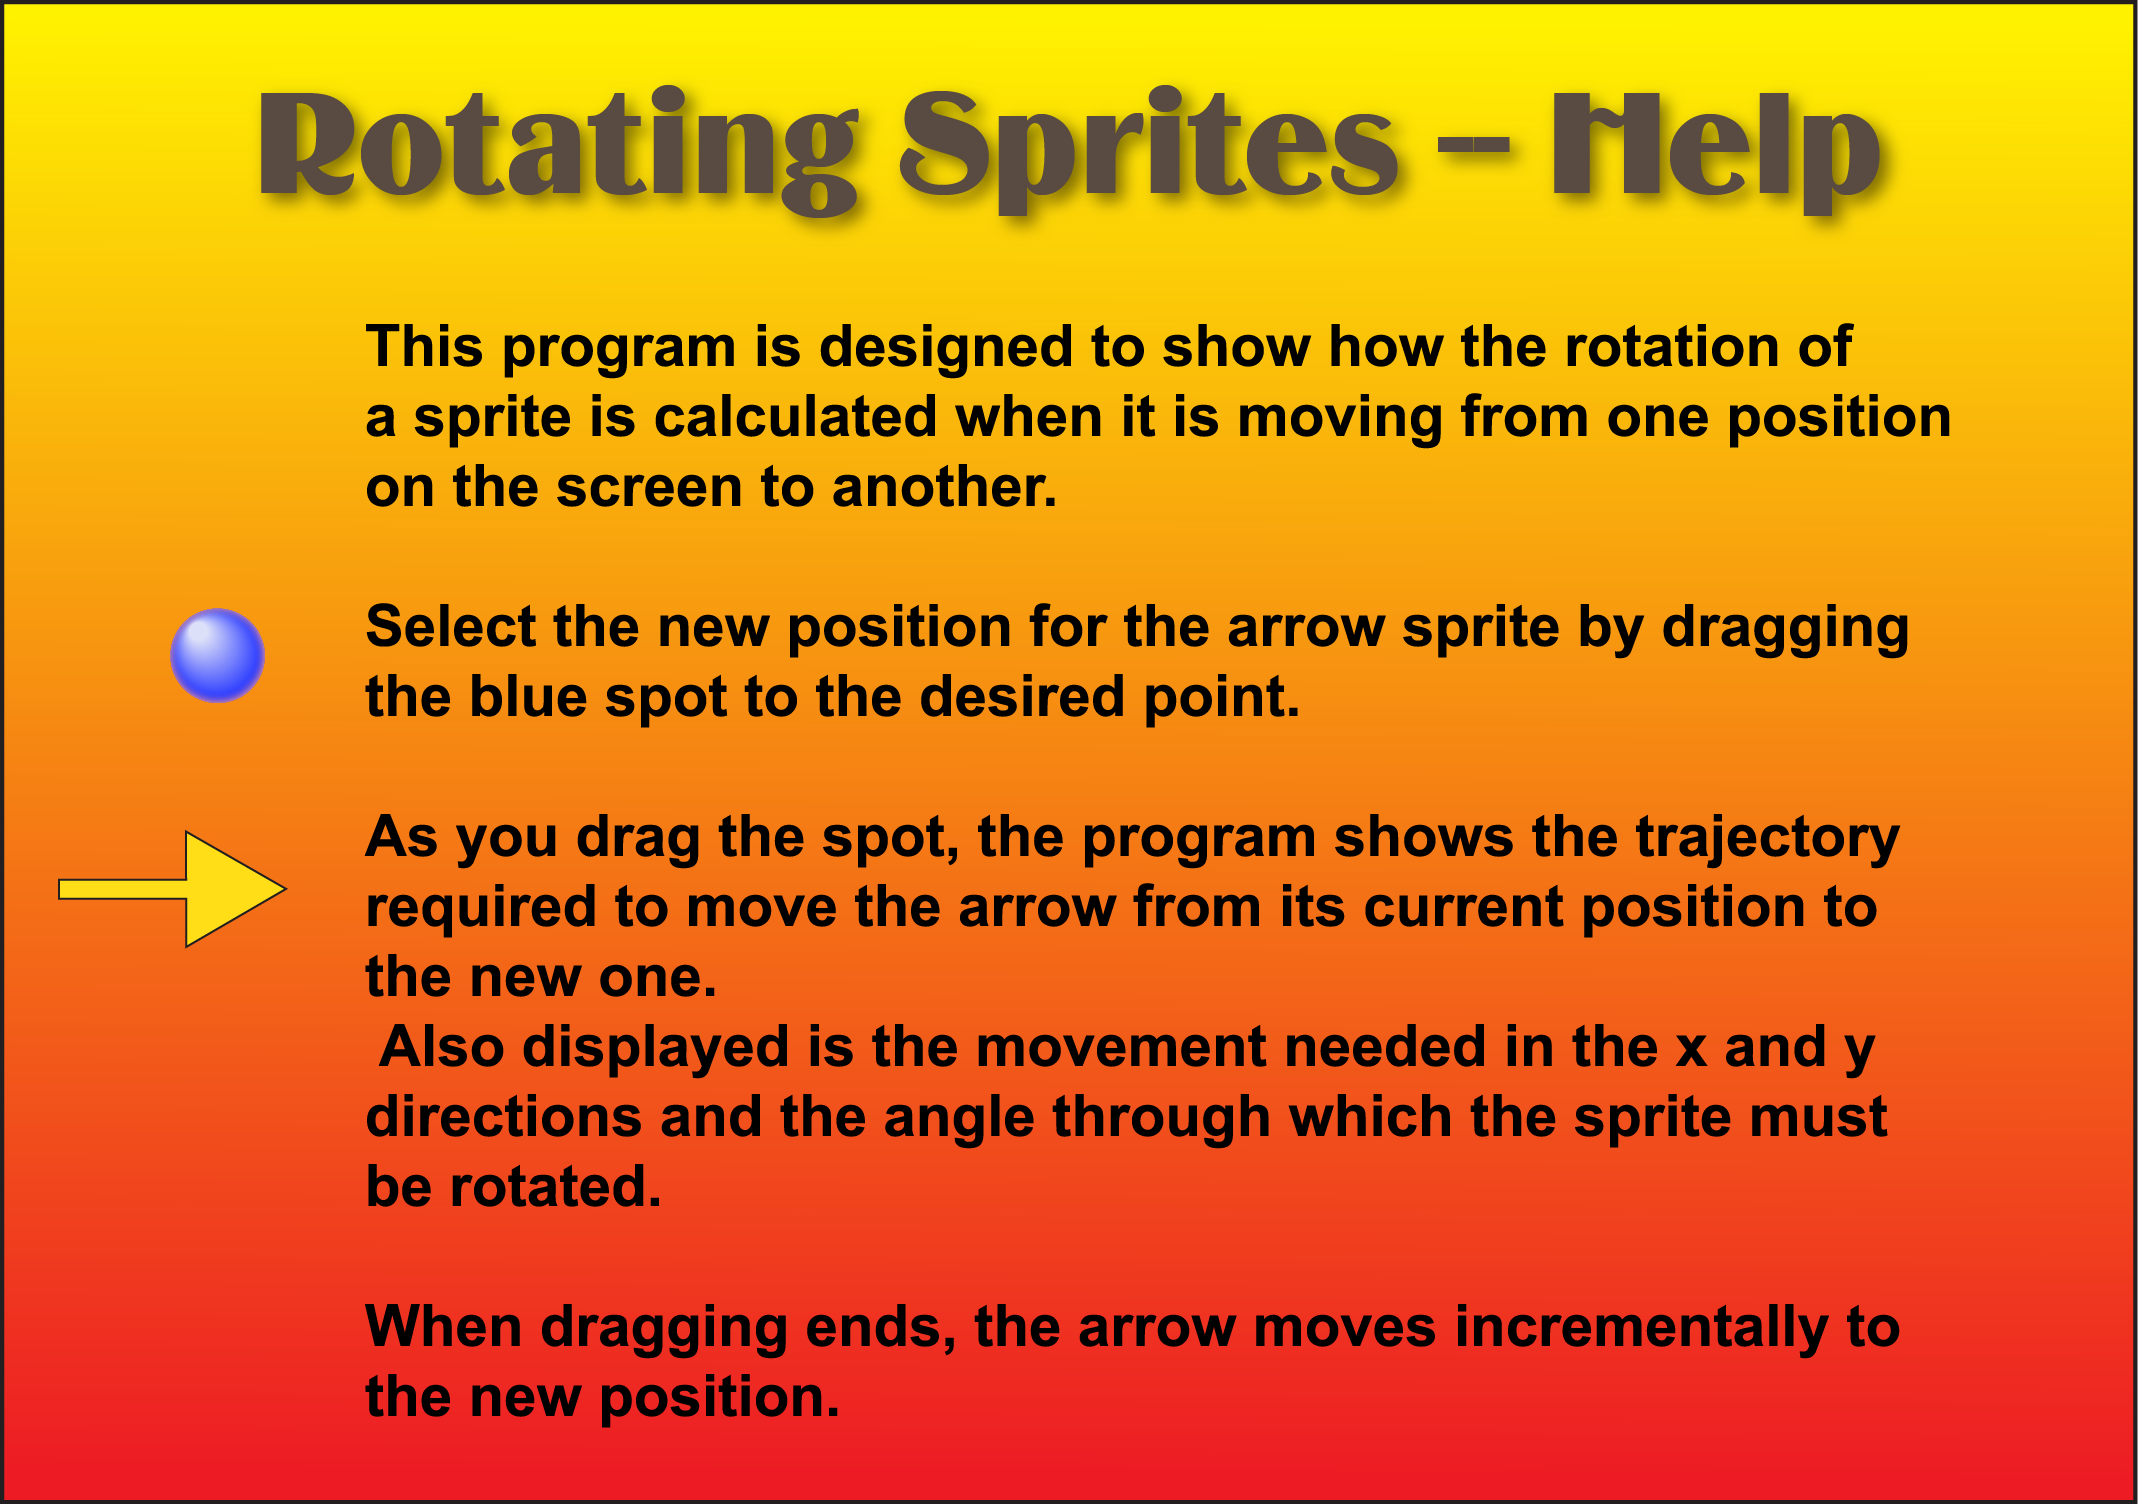 Rotating Sprites - Help
This program is designed to show how the rotation of
a sprite is calculated when it is moving from one position
on the screen to another.
Select the new position for the arrow sprite by dragging
the blue spot to the desired point.
As you drag the spot, the program shows the trajectory
required to move the arrow from its current position to
the new one.
Also displayed is the movement needed in the x and y
directions and the angle through which the sprite must
be rotated.
When dragging ends, the arrow moves incrementally to
the new position.